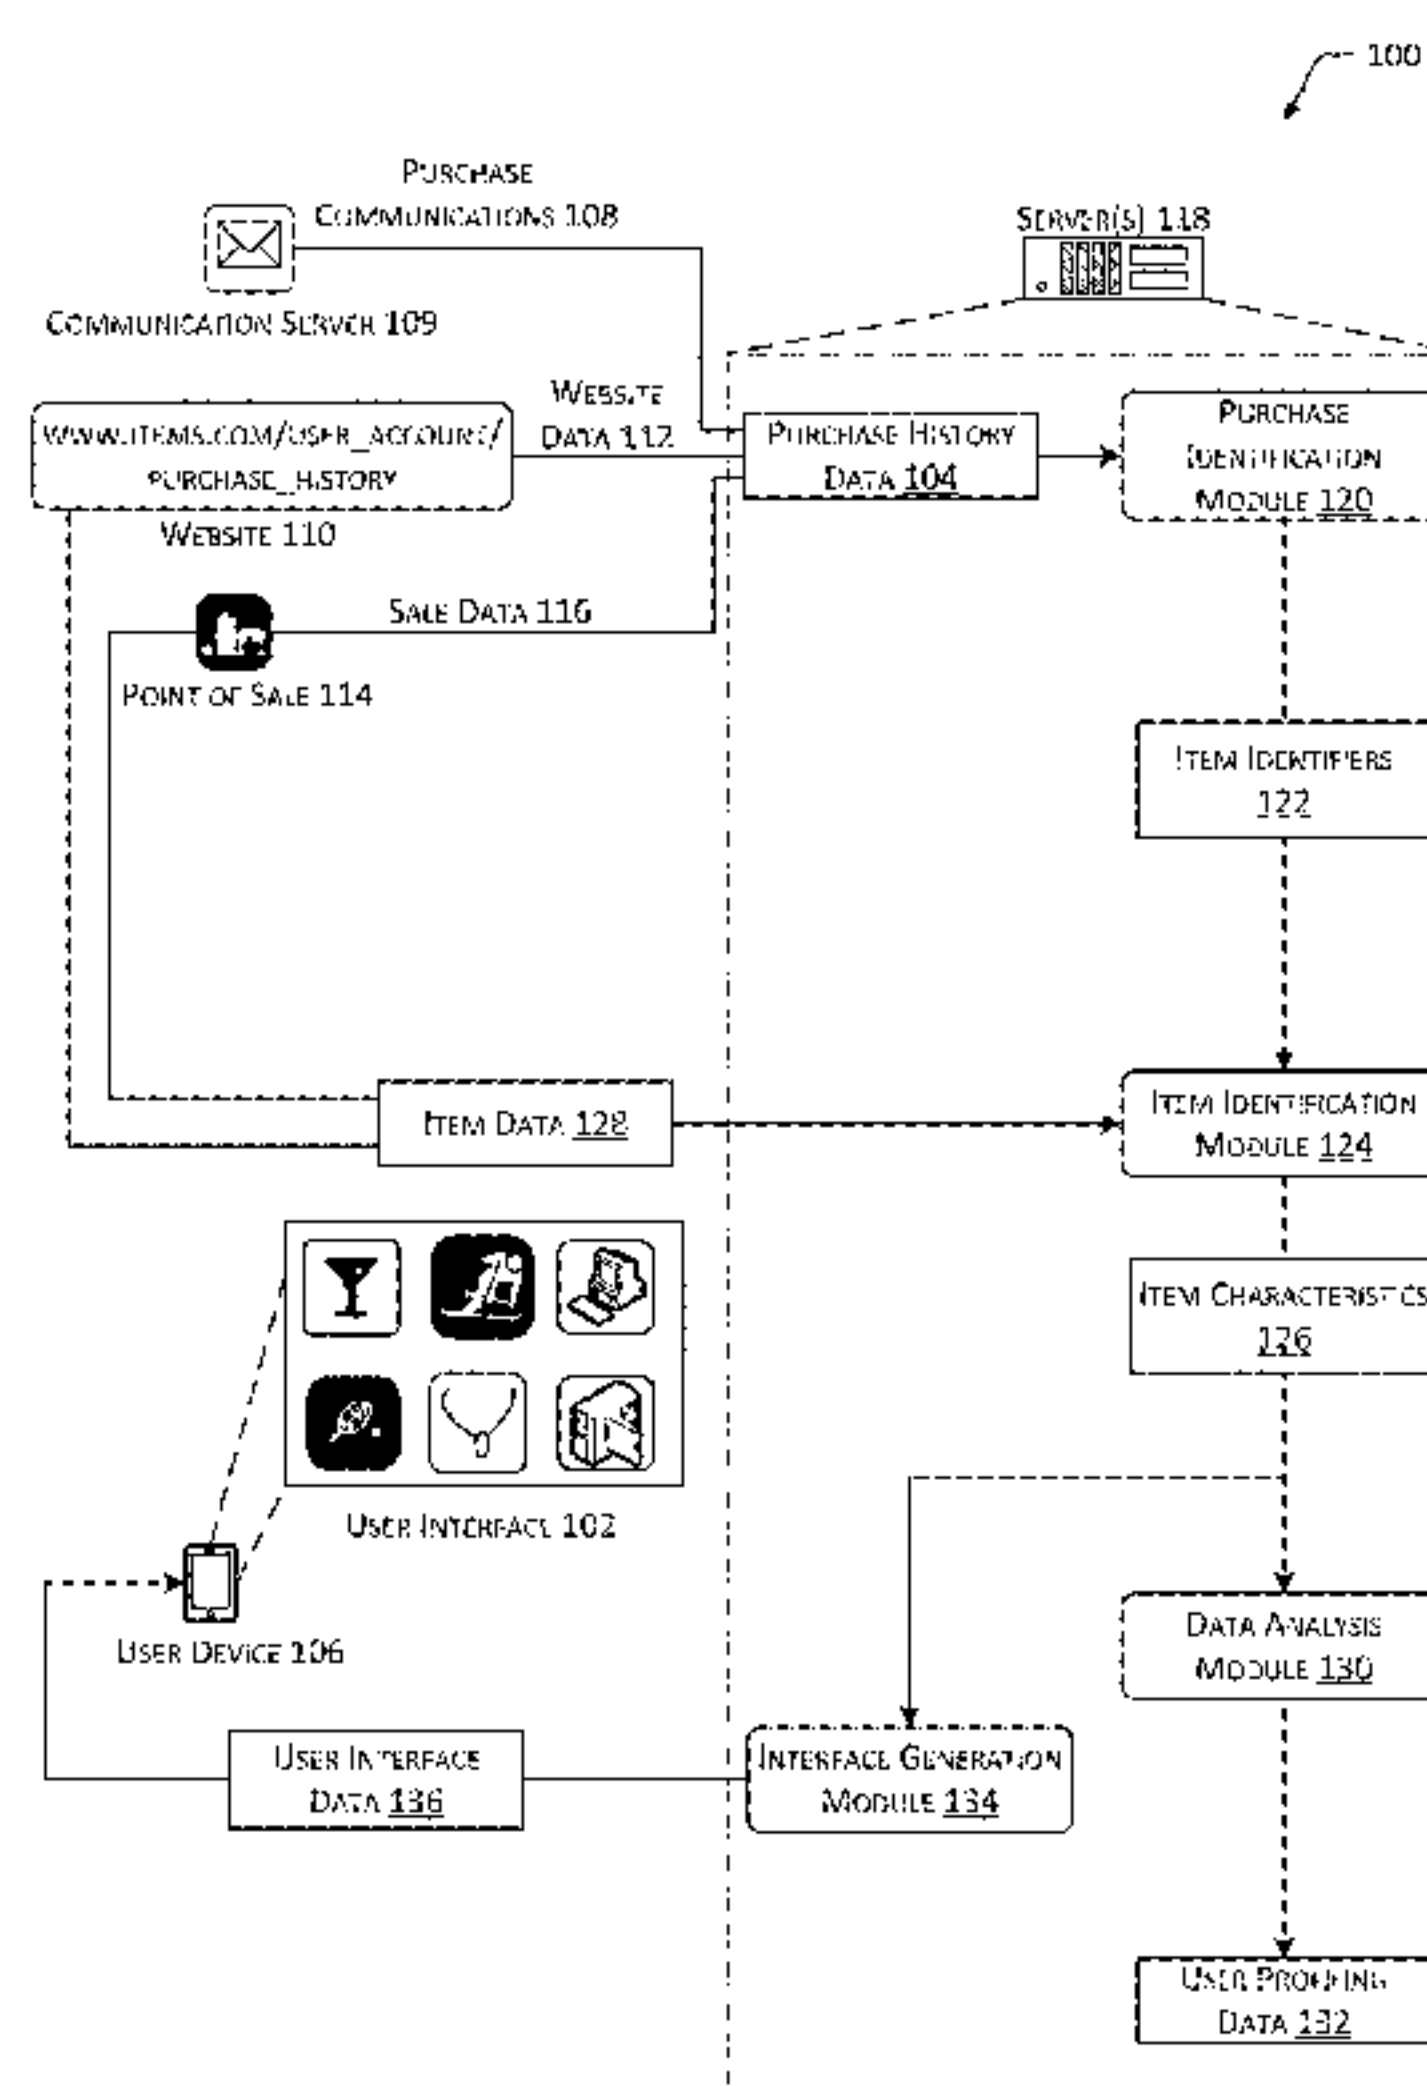 100
PURCHASE
COMMUNICATIONS 108
SERVER(S) 118
COMMUNICATION SERVER 109
WEBSITE
DATA 112
WWW.ITEMS.COM/USER_ACCOUNT/
PURCHASE_HISTORY
WEBSITE 110
PURCHASE HISTORY
DATA 104
PURCHASE
IDENTIFICATION
MODULE 120
SALE DATA 116
POINT OF SALE 114
ITEM IDENTIFIERS
122
ITEM DATA 128
ITEM IDENTIFICATION
MODULE 124
ITEM CHARACTERISTICS
126
USER INTERFACE 102
USER DEVICE 106
DATA ANALYSIS
MODULE 130
USER INTERFACE
DATA 136
INTERFACE GENERATION
MODULE 134
USER PROFILING
DATA 132